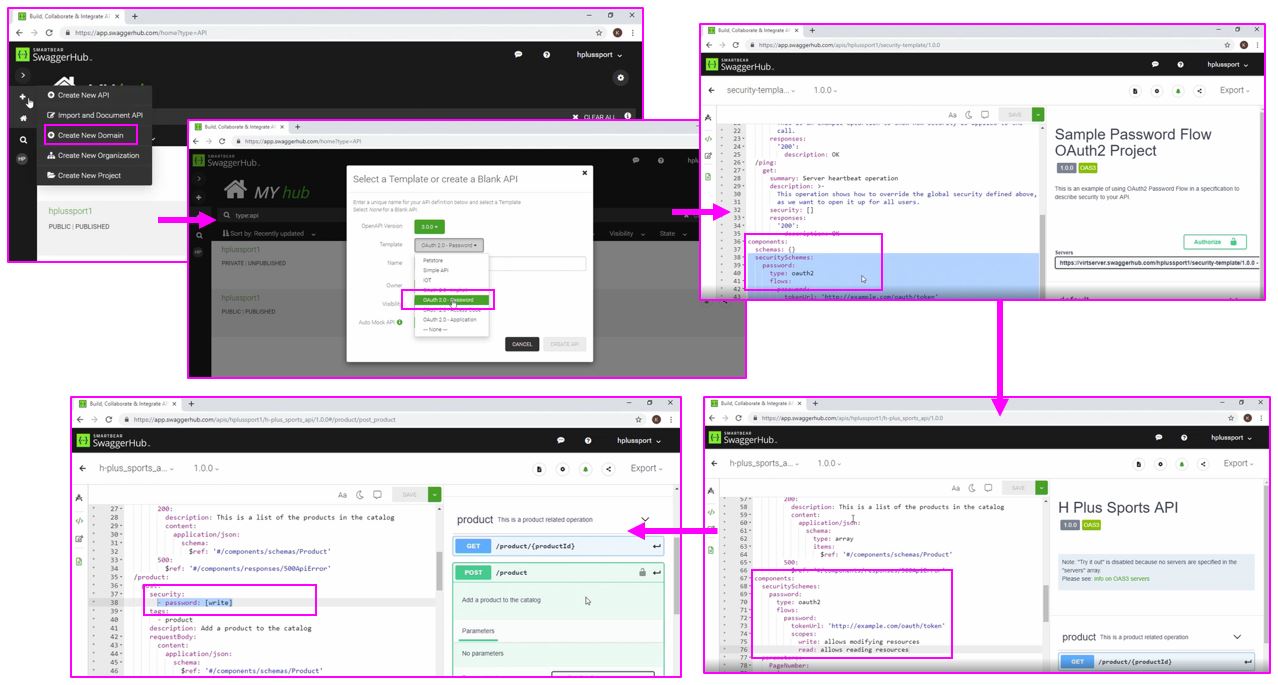 Build, Collaborate & Integrate A
https://app.swaggerhub.com/home?type=API
SMARTBEAR
SwaggerHub
hplussport
Create New API
Import and Document API
CLEAR ALL
Create New Domain
Create New Organization
HP
Create New Project
hplussport1
PUBLIC | PUBLISHED
Build, Collaborate & Integrate A
https://app.swaggerhub.com/home?type=API
SMARTBEAR
SwaggerHub
MY hub
type:api
Sort by: Recently updated
Visibility
State
hplussport1
PRIVATE | UNPUBLISHED
hplussport1
PUBLIC | PUBLISHED
Select a Template or create a Blank API
Enter a unique name for your API definition below and select a Template
Select None for a Blank API.
OpenAPI Version
3.0.0
Template
OAuth 2.0 - Password
Petstore
Name
Simple API
IOT
Owner
Visibility
OAuth 2.0 - Password
Auto Mock API
OAuth 2.0 - Application
--- None ---
CANCEL
CREATE API
Build, Collaborate & Integrate A
https://app.swaggerhub.com/apis/hplussport1/security-template/1.0.0
SMARTBEAR
SwaggerHub
hplussport
security-templa...
1.0.0
Export
Aa
SAVE
22 call.
23 responses:
24 '200':
25 description: OK
26 /ping:
27 get:
28 summary: Server heartbeat operation
29 description: >-
30 This operation shows how to override the global security defined above,
31 as we want to open it up for all users.
32 security: []
33 responses:
34 '200':
35 description: OK
36 components:
37 schemas: {}
38 securitySchemes:
39 password:
40 type: oauth2
41 flows:
42 password:
43 tokenUrl: 'http://example.com/oauth/token'
Sample Password Flow
OAuth2 Project
1.0.0 OAS3
This is an example of using OAuth2 Password Flow in a specification to
describe security to your API.
Authorize
Servers
https://virtserver.swaggerhub.com/hplussport1/security-template/1.0.0 -
Build, Collaborate & Integrate A
https://app.swaggerhub.com/apis/hplussport1/h-plus_sports_api/1.0.0#/product/post_product
SMARTBEAR
SwaggerHub
hplussport
h-plus_sports_a...
1.0.0
Export
Aa
SAVE
27 200:
28 description: This is a list of the products in the catalog
29 content:
30 application/json:
31 schema:
32 $ref: '#/components/schemas/Product'
33 500:
34 $ref: '#/components/responses/500ApiError'
35 /product:
36 post:
37 security:
38 - password: [write]
39 tags:
40 - product
41 description: Add a product to the catalog
42 requestBody:
43 content:
44 application/json:
45 schema:
46 $ref: '#/components/schemas/Product'
product This is a product related operation
GET /product/{productId}
POST /product
Add a product to the catalog
Parameters
No parameters
Build, Collaborate & Integrate A
https://app.swaggerhub.com/apis/hplussport1/h-plus_sports_api/1.0.0
SMARTBEAR
SwaggerHub
hplussport
h-plus_sports_a...
1.0.0
Export
Aa
SAVE
57 200:
58 description: This is a list of the products in the catalog
59 content:
60 application/json:
61 schema:
62 type: array
63 items:
64 $ref: '#/components/schemas/Product'
65 500:
66 $ref: '#/components/responses/500ApiError'
67 components:
68 securitySchemes:
69 password:
70 type: oauth2
71 flows:
72 password:
73 tokenUrl: 'http://example.com/oauth/token'
74 scopes:
75 write: allows modifying resources
76 read: allows reading resources
78 PageNumber:
H Plus Sports API
1.0.0 OAS3
Note: "Try it out" is disabled because no servers are specified in the
"servers" array.
Please see: info on OAS3 servers
product This is a product related operation
GET /product/{productId}